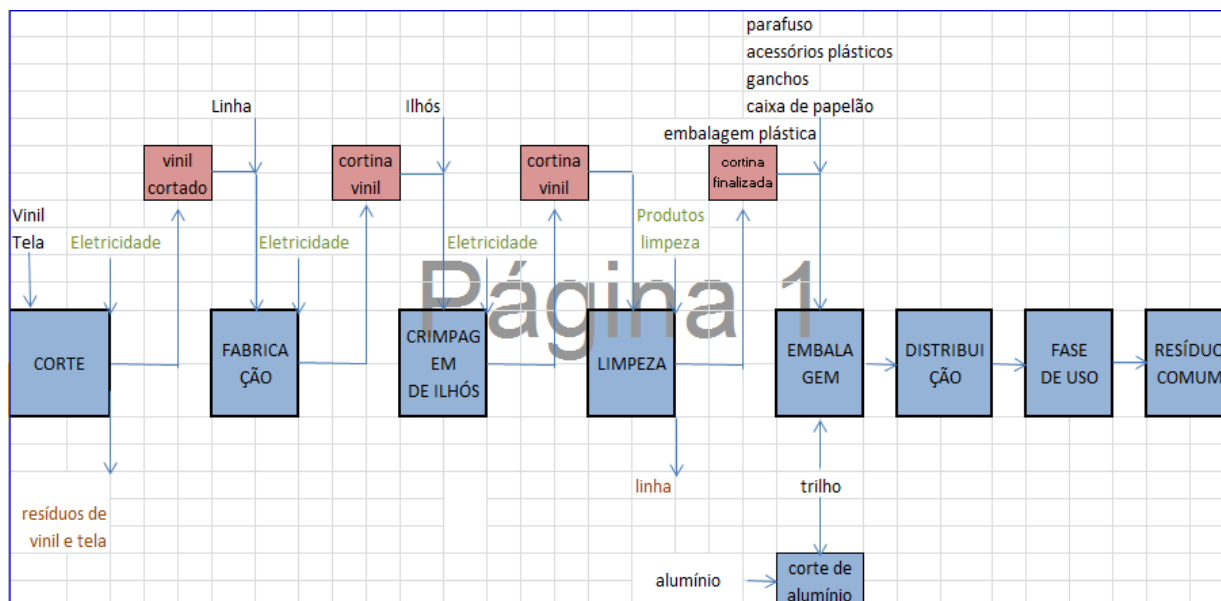 parafuso
acessórios plásticos
ganchos
caixa de papelão
embalagem plástica
Linha
Ilhós
vinil
cortado
cortina
vinil
cortina
vinil
cortina
finalizada
Vinil
Tela
Eletricidade
Eletricidade
Eletricidade
Produtos
limpeza
Página 1
CORTE
FABRICA
ÇÃO
CRIMPAG
EM
DE ILHÓS
LIMPEZA
EMBALA
GEM
DISTRIBUI
ÇÃO
FASE
DE USO
RESÍDUO
COMUM
resíduos de
vinil e tela
linha
trilho
alumínio
corte de
alumínio